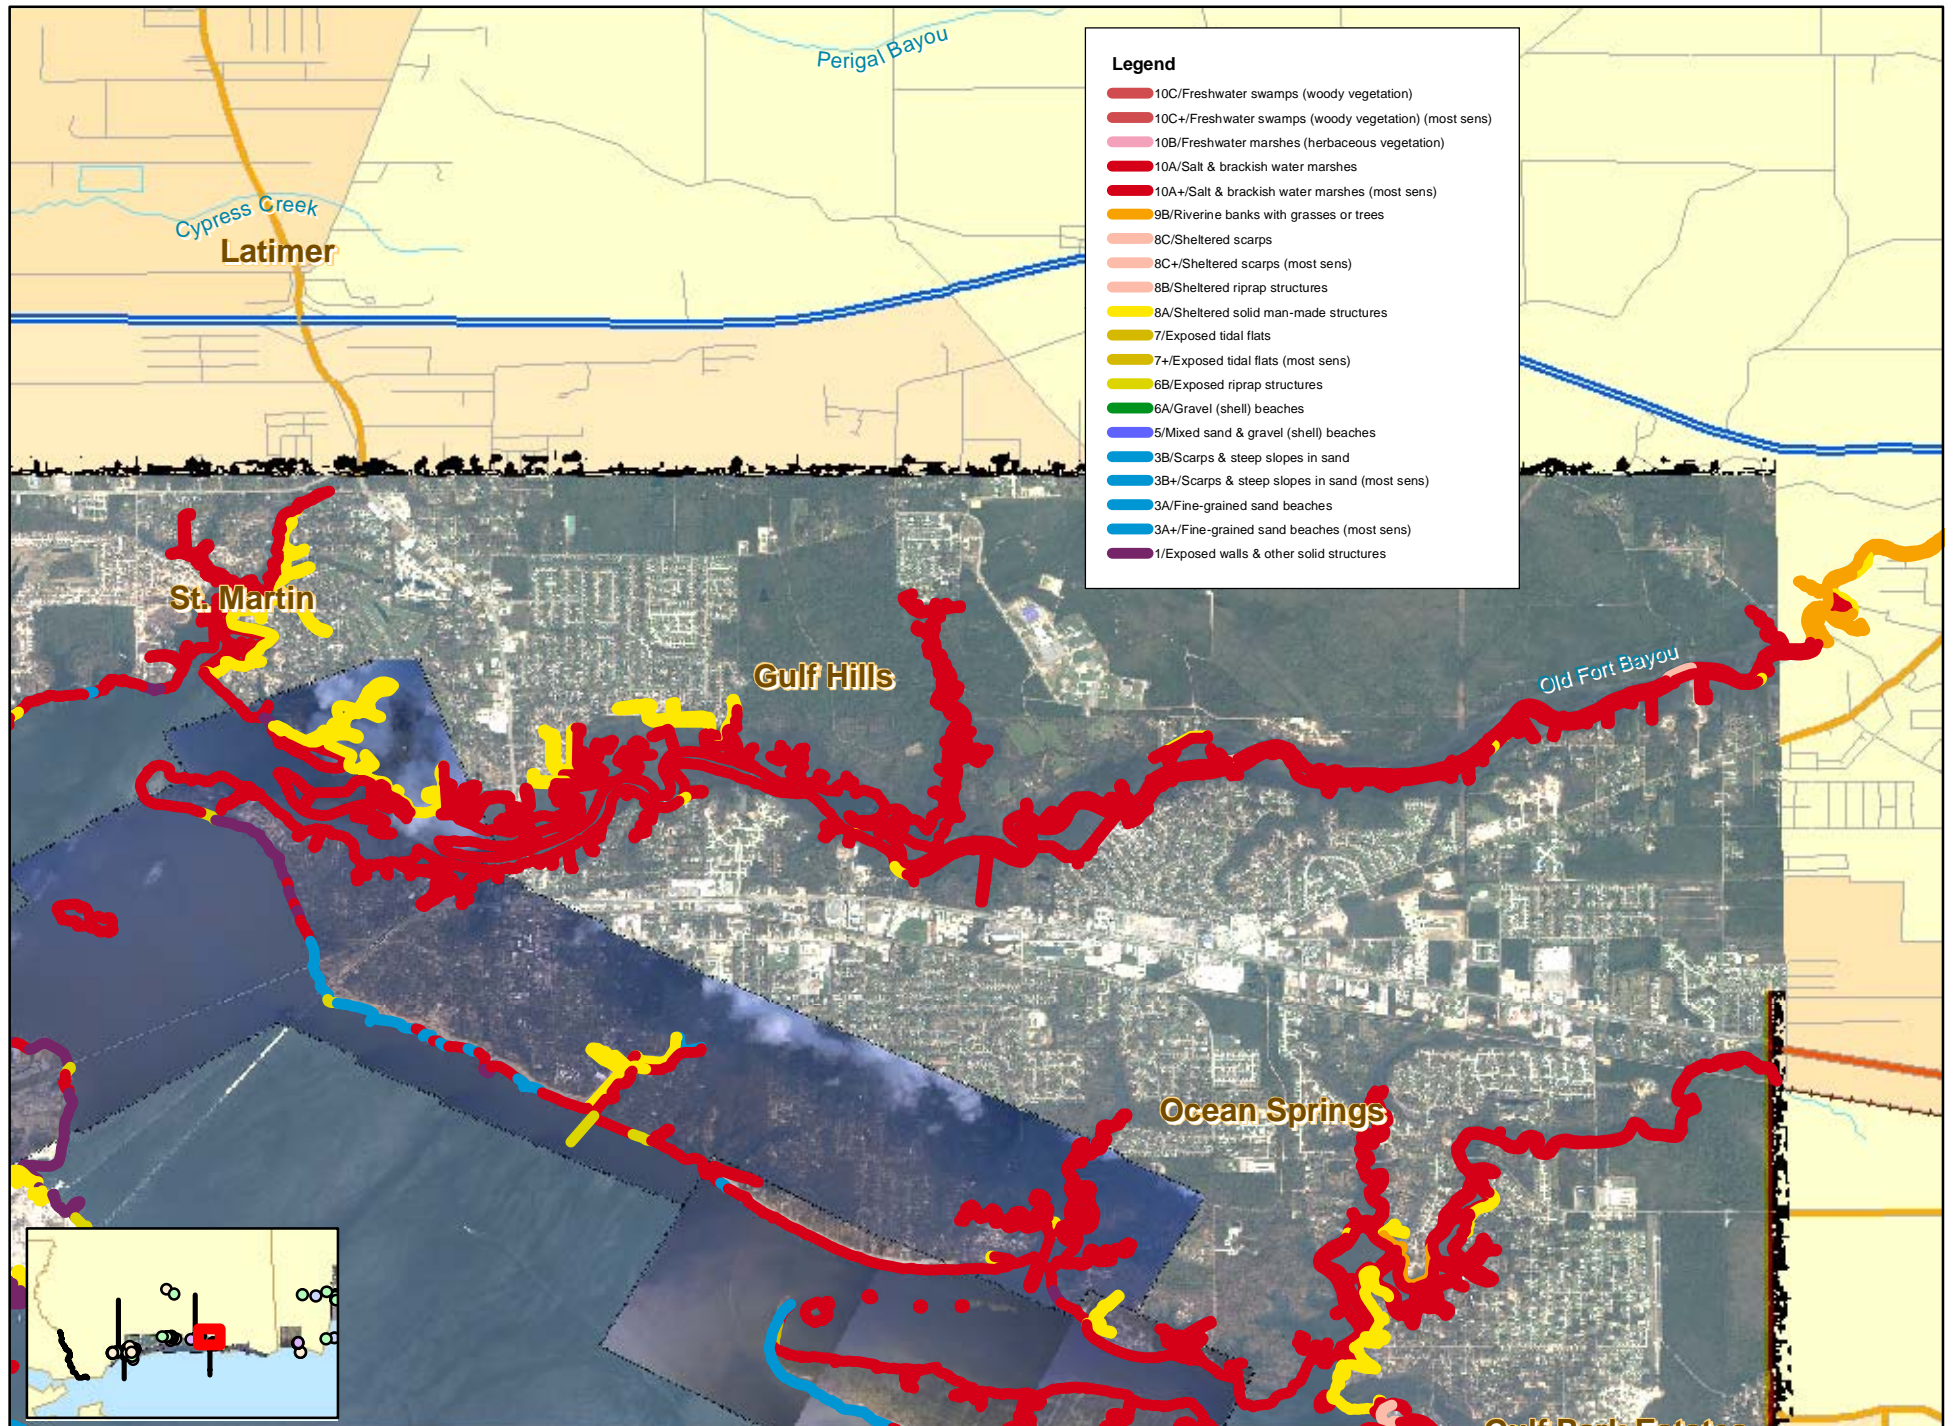 Perigal Bayou
Legend
10C/Freshwater swamps (woody vegetation)
10C+/Freshwater swamps (woody vegetation) (most sens)
10B/Freshwater marshes (herbaceous vegetation)
10A/Salt & brackish water marshes
10A+/Salt & brackish water marshes (most sens)
9B/Riverine banks with grasses or trees
8C/Sheltered scarps
8C+/Sheltered scarps (most sens)
8B/Sheltered riprap structures
8A/Sheltered solid man-made structures
7/Exposed tidal flats
7+/Exposed tidal flats (most sens)
6B/Exposed riprap structures
6A/Gravel (shell) beaches
5/Mixed sand & gravel (shell) beaches
3B/Scarps & steep slopes in sand
3B+/Scarps & steep slopes in sand (most sens)
3A/Fine-grained sand beaches
3A+/Fine-grained sand beaches (most sens)
1/Exposed walls & other solid structures
Cypress Creek
Latimer
St. Martin
Gulf Hills
Old Fort Bayou
Ocean Springs
Gulf Park Estates